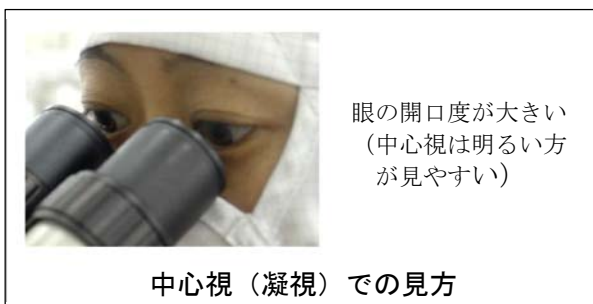 眼の開口度が大きい
（中心視は明るい方
が見やすい）
中心視（凝視）での見方